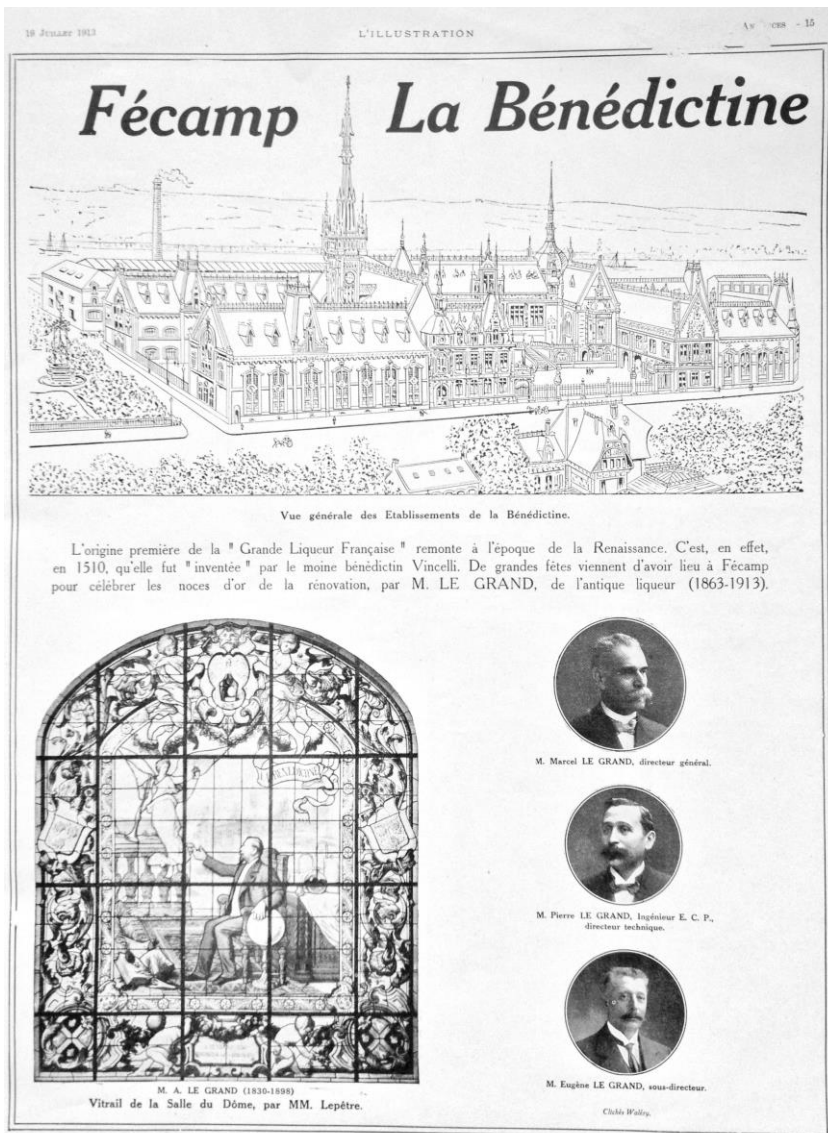 19 JUILLET 1913
L'ILLUSTRATION
- 15
Fécamp La Bénédictine
Vue générale des Etablissements de la Bénédictine.
L'origine première de la " Grande Liqueur Française " remonte à l'époque de la Renaissance. C'est, en effet,
en 1510, qu'elle fut " inventée " par le moine bénédictin Vincelli. De grandes fêtes viennent d'avoir lieu à Fécamp
pour célébrer les noces d'or de la rénovation, par M. LE GRAND, de l'antique liqueur (1863-1913).
M. A. LE GRAND (1830-1898)
Vitrail de la Salle du Dôme, par MM. Lepêtre.
M. Marcel LE GRAND, directeur général.
M. Pierre LE GRAND, Ingénieur E. C. P.,
directeur technique.
M. Eugène LE GRAND, sous-directeur.
Clichés Waléry.